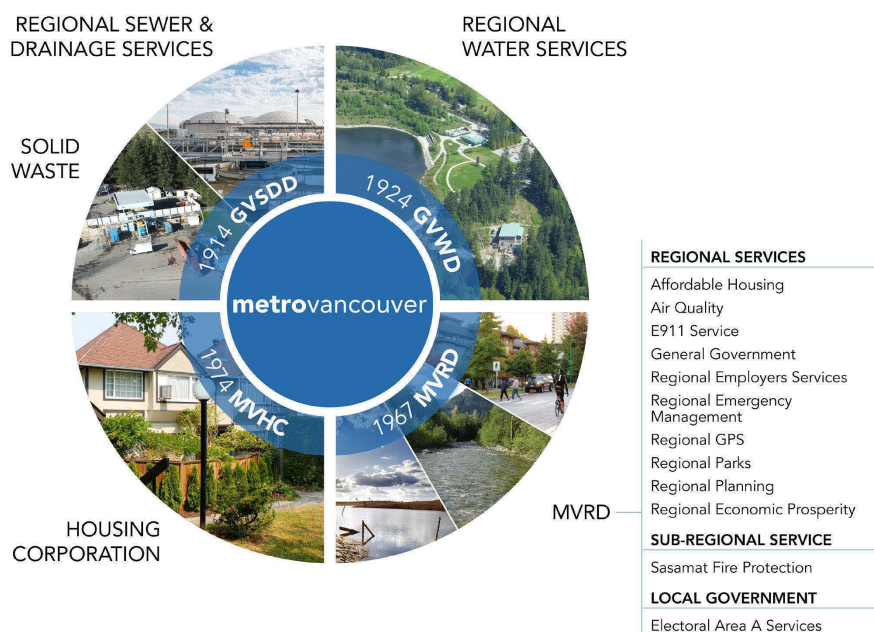 REGIONAL SEWER &
DRAINAGE SERVICES
REGIONAL
WATER SERVICES
SOLID
WASTE
1914 GVSDD
1924 GVWD
metrovancouver
1974 MVHC
1967 MVRD
HOUSING
CORPORATION
MVRD
REGIONAL SERVICES
Affordable Housing
Air Quality
E911 Service
General Government
Regional Employers Services
Regional Emergency
Management
Regional GPS
Regional Parks
Regional Planning
Regional Economic Prosperity
SUB-REGIONAL SERVICE
Sasamat Fire Protection
LOCAL GOVERNMENT
Electoral Area A Services